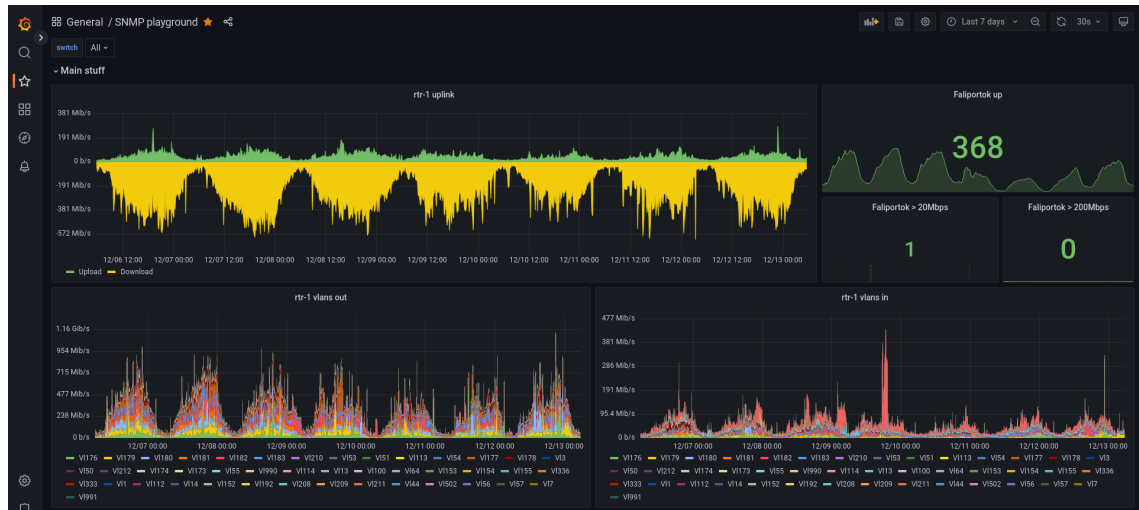 General / SNMP playground
Last 7 days
30s
switch All
Main stuff
rtr-1 uplink
381 Mib/s
191 Mib/s
0 b/s
-191 Mib/s
-381 Mib/s
-572 Mib/s
12/06 12:00 12/07 00:00 12/07 12:00 12/08 00:00 12/08 12:00 12/09 00:00 12/09 12:00 12/10 00:00 12/10 12:00 12/11 00:00 12/11 12:00 12/12 00:00 12/12 12:00 12/13 00:00
Upload Download
Faliportok up
368
Faliportok > 20Mbps
1
Faliportok > 200Mbps
0
rtr-1 vlans out
1.16 Gib/s
954 Mib/s
715 Mib/s
477 Mib/s
238 Mib/s
0 b/s
12/07 00:00 12/08 00:00 12/09 00:00 12/10 00:00 12/11 00:00 12/12 00:00 12/13 00:00
Vl176 Vl179 Vl180 Vl181 Vl182 Vl183 Vl210 Vl53 Vl51 Vl113 Vl54 Vl177 Vl178 Vl3
Vl50 Vl212 Vl174 Vl173 Vl55 Vl990 Vl114 Vl13 Vl100 Vl64 Vl153 Vl154 Vl155 Vl336
Vl333 Vl1 Vl112 Vl14 Vl152 Vl192 Vl208 Vl209 Vl211 Vl44 Vl502 Vl56 Vl57 Vl7
Vl991
rtr-1 vlans in
477 Mib/s
381 Mib/s
286 Mib/s
191 Mib/s
95.4 Mib/s
0 b/s
12/07 00:00 12/08 00:00 12/09 00:00 12/10 00:00 12/11 00:00 12/12 00:00 12/13 00:00
Vl176 Vl179 Vl180 Vl181 Vl182 Vl183 Vl210 Vl53 Vl51 Vl113 Vl54 Vl177 Vl178 Vl3
Vl50 Vl212 Vl174 Vl173 Vl55 Vl990 Vl114 Vl13 Vl100 Vl64 Vl153 Vl154 Vl155 Vl336
Vl333 Vl1 Vl112 Vl14 Vl152 Vl192 Vl208 Vl209 Vl211 Vl44 Vl502 Vl56 Vl57 Vl7
Vl991